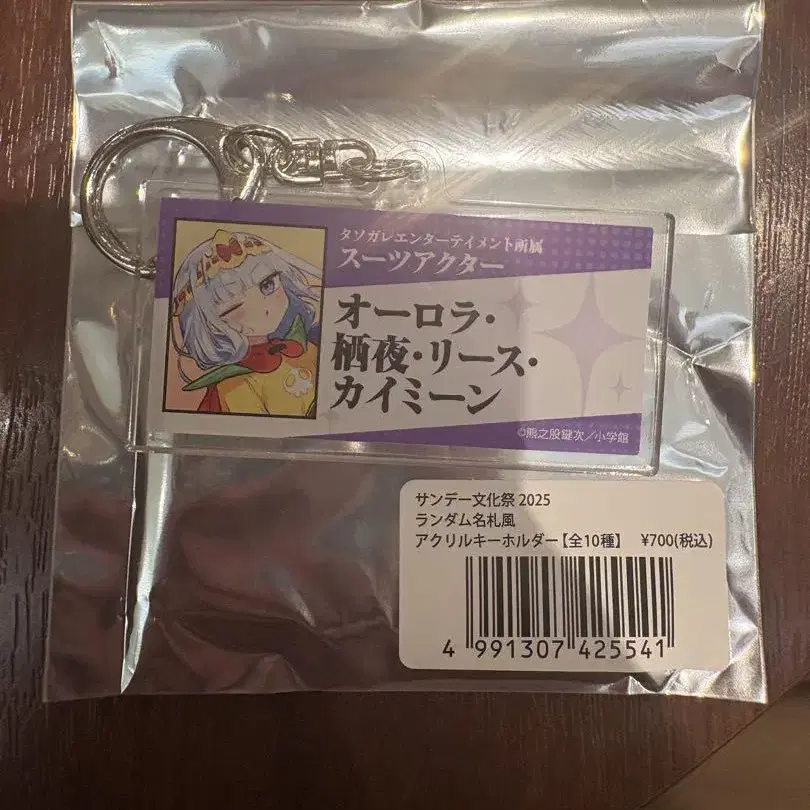 タソガレエンターテイメント所属
スーツアクター
オーロラ・
栖夜・リース・
カイミーン
©熊之股鍵次／小学館
サンデー文化祭 2025
ランダム名札風
アクリルキーホルダー【全10種】 ¥700(税込)
4 991307 425541